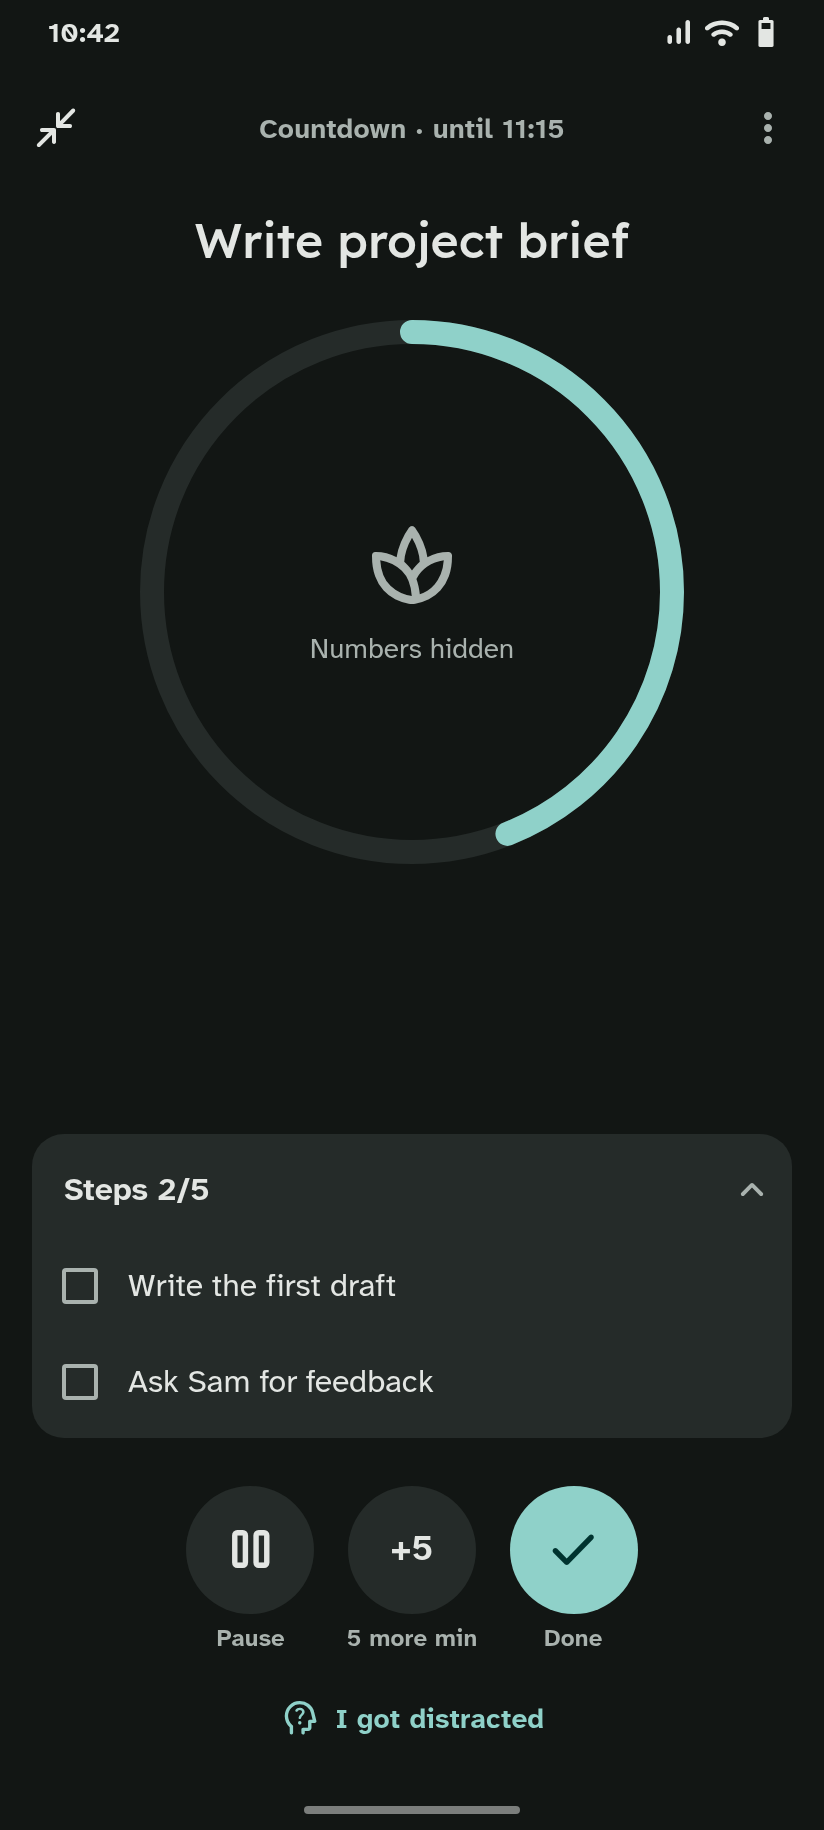 10:42
Countdown · until 11:15
Write project brief
Numbers hidden
Steps 2/5
Write the first draft
Ask Sam for feedback
+5
Pause
5 more min
Done
I got distracted